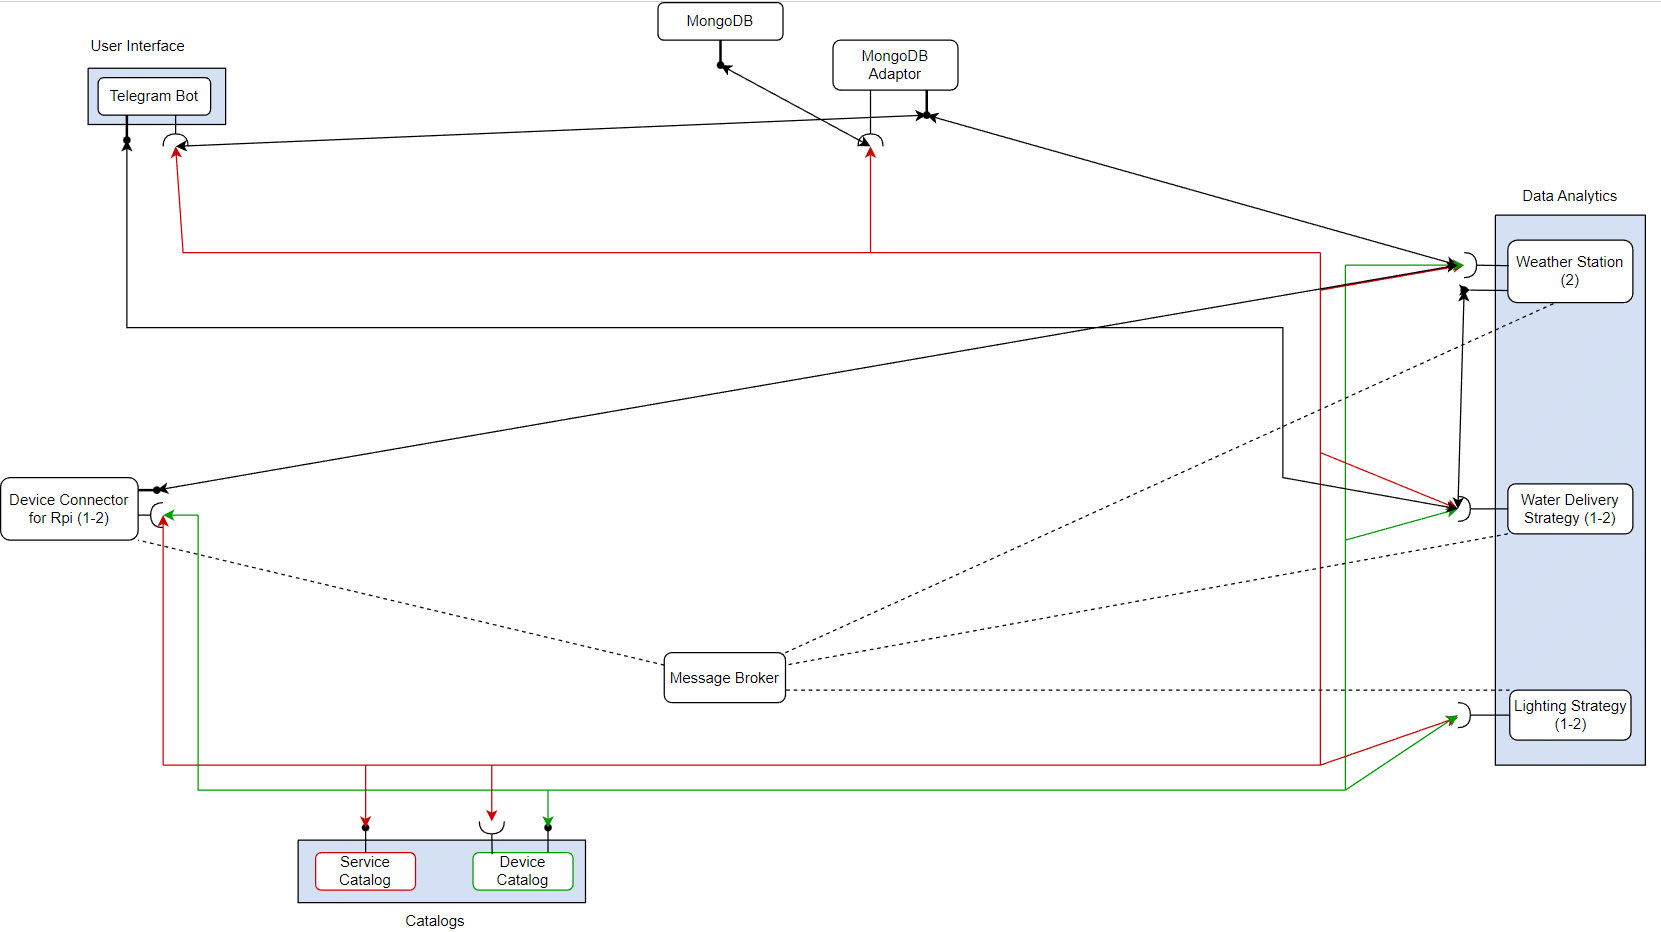 MongoDB
User Interface
MongoDB
Adaptor
Telegram Bot
Data Analytics
Weather Station
(2)
Device Connector
for Rpi (1-2)
Water Delivery
Strategy (1-2)
Message Broker
Lighting Strategy
(1-2)
Service
Catalog
Device
Catalog
Catalogs